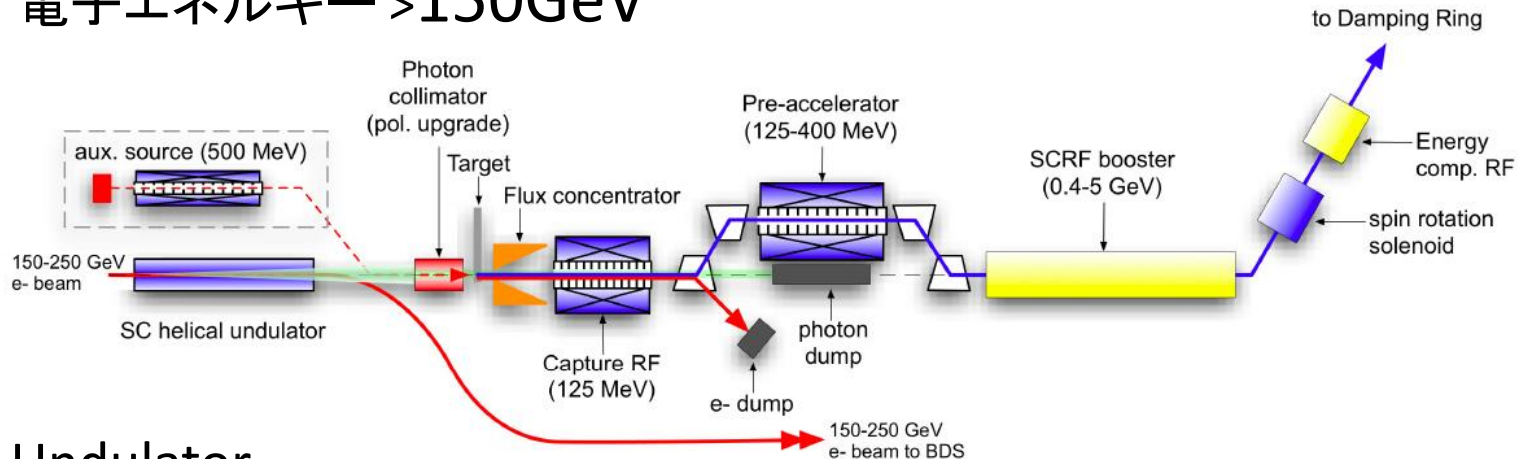 電子エネルギー >150GeV
to Damping Ring
Photon
collimator
(pol. upgrade)
Pre-accelerator
(125-400 MeV)
aux. source (500 MeV)
Target
Flux concentrator
SCRF booster
(0.4-5 GeV)
Energy
comp. RF
spin rotation
solenoid
150-250 GeV
e- beam
SC helical undulator
Capture RF
(125 MeV)
photon
dump
e- dump
150-250 GeV
e- beam to BDS
Undulator